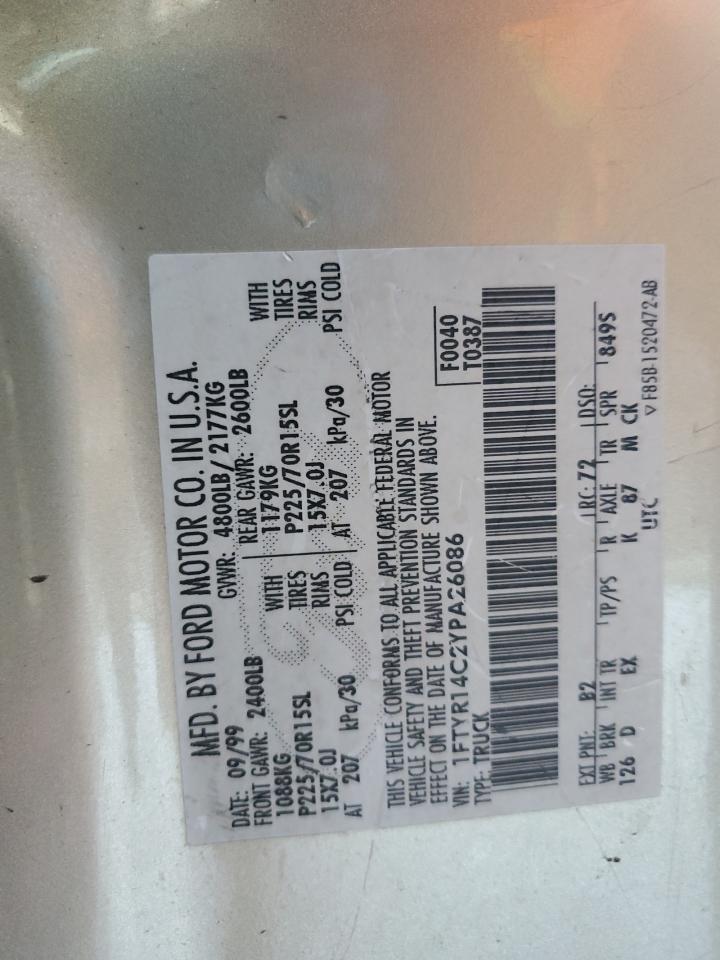 MFD. BY FORD MOTOR CO. IN U.S.A.
DATE: 09/99 GVWR: 4800LB / 2177KG
FRONT GAWR: 2400LB REAR GAWR: 2600LB
1088KG WITH 1179KG WITH
P225/70R15SL TIRES P225/70R15SL TIRES
15X7.0J RIMS 15X7.0J RIMS
AT 207 kPa/30 PSI COLD AT 207 kPa/30 PSI COLD
THIS VEHICLE CONFORMS TO ALL APPLICABLE FEDERAL MOTOR
VEHICLE SAFETY AND THEFT PREVENTION STANDARDS IN
EFFECT ON THE DATE OF MANUFACTURE SHOWN ABOVE.
VIN: 1FTYR14C2YPA26086 F0040
TYPE: TRUCK T0387
EXT PNT: B2 RC: 72 DSO:
WB BRK INT TR TP/PS R AXLE TR SPR 849S
126 D EX K 87 M CK
UTC ▽ F85B-1520472-AB